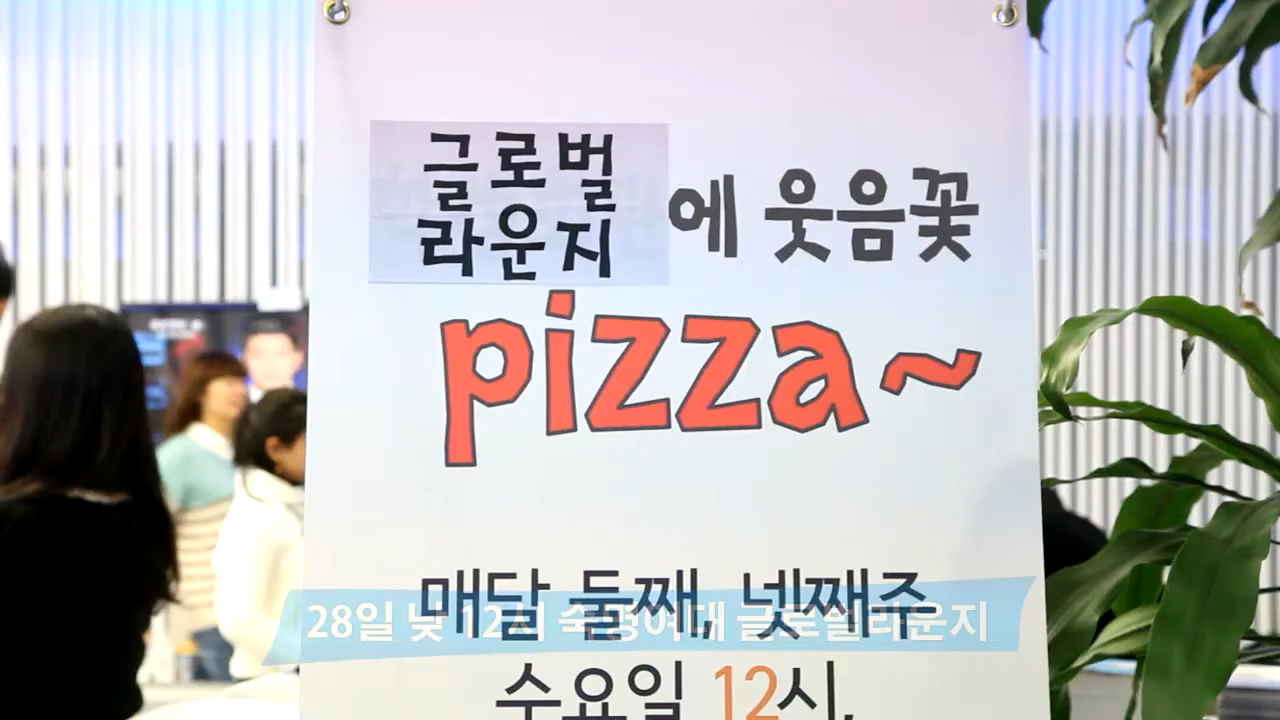 글로벌
라운지
에 웃음꽃
pizza~
매달 둘째, 넷째주
28일 낮 12시 숙명여대 글로벌라운지
수요일 12시,